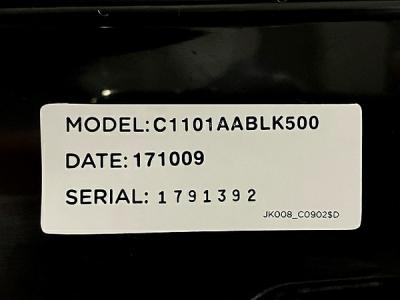 MODEL: C1101AABLK500
DATE: 171009
SERIAL: 1791392
JK008_C0902$D